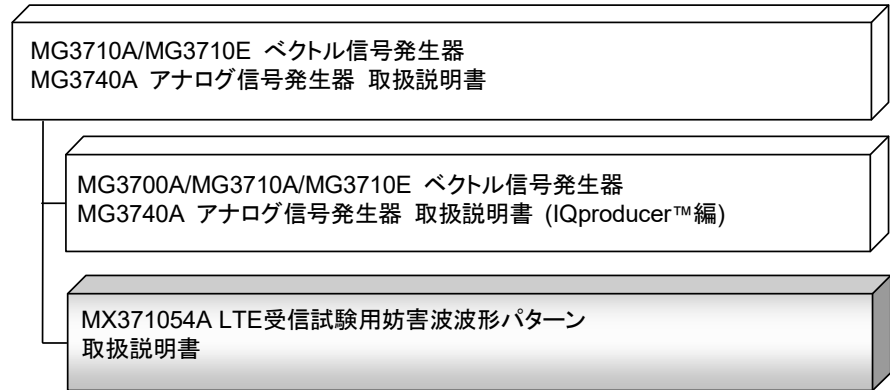 MG3710A/MG3710E ベクトル信号発生器
MG3740A アナログ信号発生器 取扱説明書
MG3700A/MG3710A/MG3710E ベクトル信号発生器
MG3740A アナログ信号発生器 取扱説明書 (IQproducer™編)
MX371054A LTE受信試験用妨害波波形パターン
取扱説明書